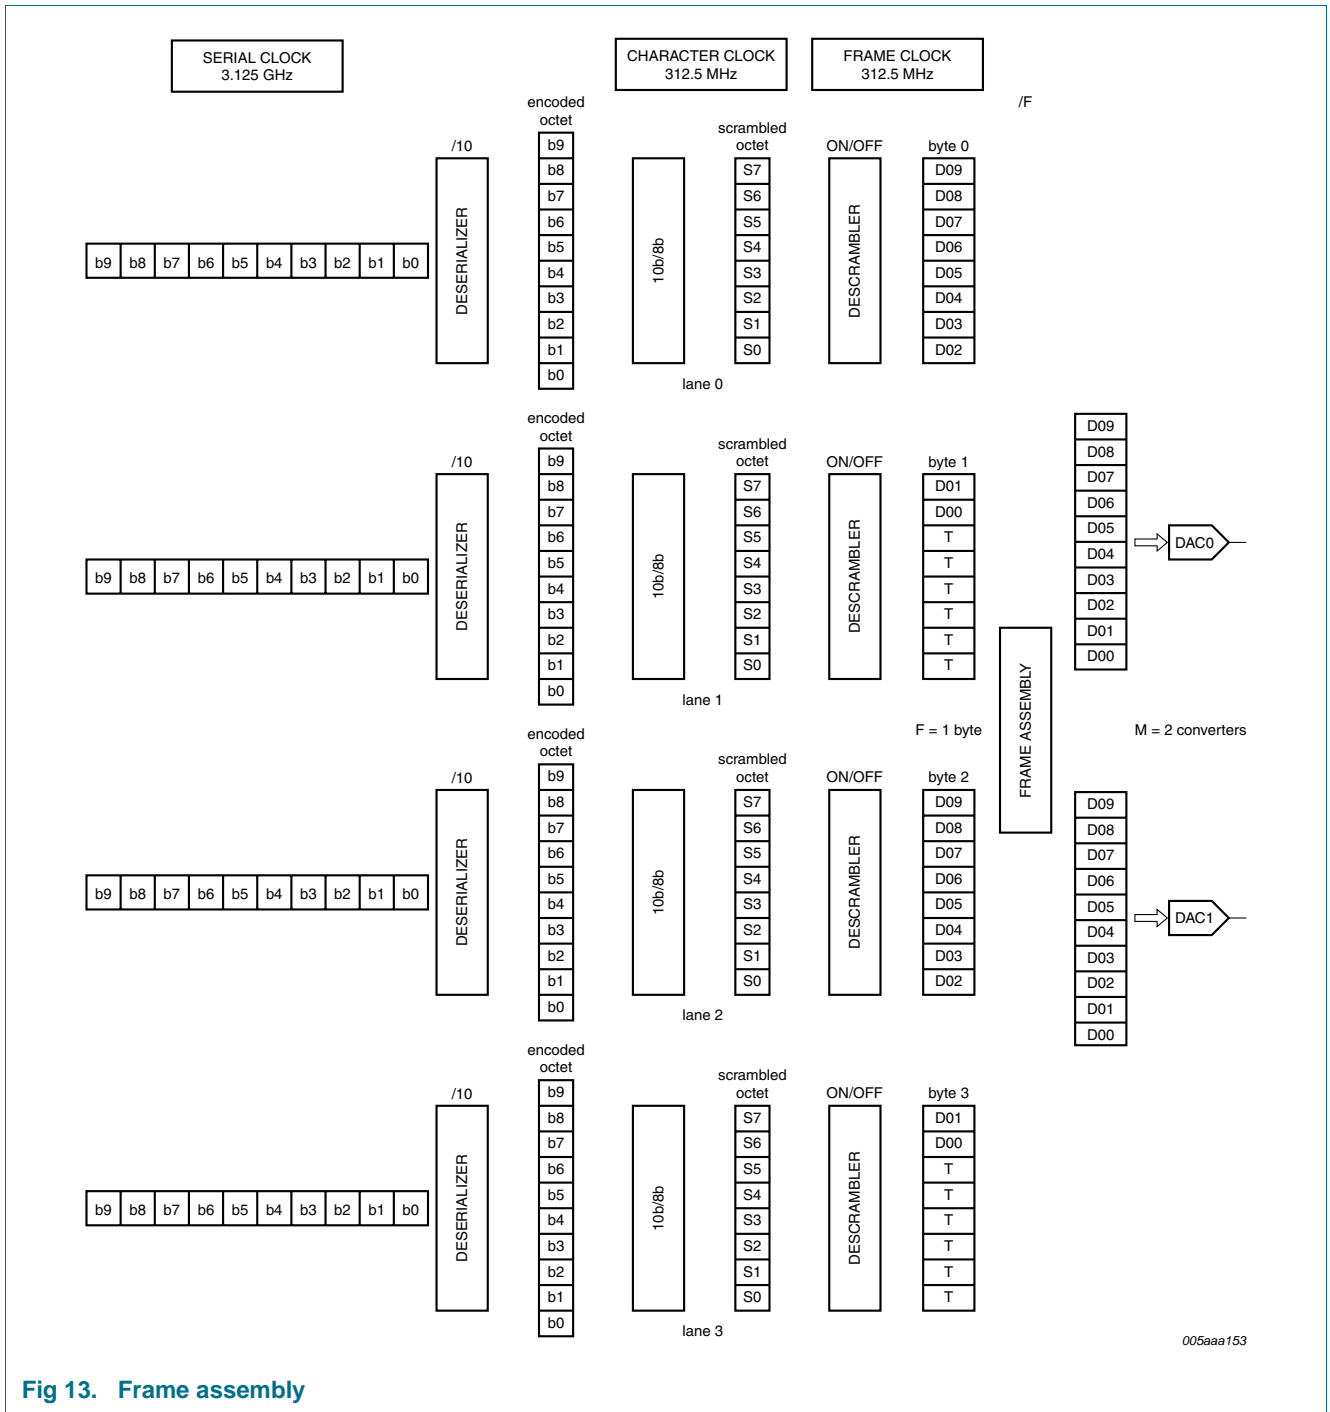 SERIAL CLOCK
3.125 GHz
CHARACTER CLOCK
312.5 MHz
FRAME CLOCK
312.5 MHz
/F
encoded
octet
/10
b9
b8
b7
b6
b5
b4
b3
b2
b1
b0
b9 b8 b7 b6 b5 b4 b3 b2 b1 b0
DESERIALIZER
10b/8b
scrambled
octet
S7
S6
S5
S4
S3
S2
S1
S0
ON/OFF
DESCRAMBLER
byte 0
D09
D08
D07
D06
D05
D04
D03
D02
lane 0
encoded
octet
/10
b9
b8
b7
b6
b5
b4
b3
b2
b1
b0
b9 b8 b7 b6 b5 b4 b3 b2 b1 b0
DESERIALIZER
10b/8b
scrambled
octet
S7
S6
S5
S4
S3
S2
S1
S0
ON/OFF
DESCRAMBLER
byte 1
D01
D00
T
T
T
T
T
T
lane 1
D09
D08
D07
D06
D05
D04
D03
D02
D01
D00
DAC0
F = 1 byte
FRAME ASSEMBLY
M = 2 converters
encoded
octet
/10
b9
b8
b7
b6
b5
b4
b3
b2
b1
b0
b9 b8 b7 b6 b5 b4 b3 b2 b1 b0
DESERIALIZER
10b/8b
scrambled
octet
S7
S6
S5
S4
S3
S2
S1
S0
ON/OFF
DESCRAMBLER
byte 2
D09
D08
D07
D06
D05
D04
D03
D02
lane 2
D09
D08
D07
D06
D05
D04
D03
D02
D01
D00
DAC1
encoded
octet
/10
b9
b8
b7
b6
b5
b4
b3
b2
b1
b0
b9 b8 b7 b6 b5 b4 b3 b2 b1 b0
DESERIALIZER
10b/8b
scrambled
octet
S7
S6
S5
S4
S3
S2
S1
S0
ON/OFF
DESCRAMBLER
byte 3
D01
D00
T
T
T
T
T
T
lane 3
005aaa153
Fig 13. Frame assembly